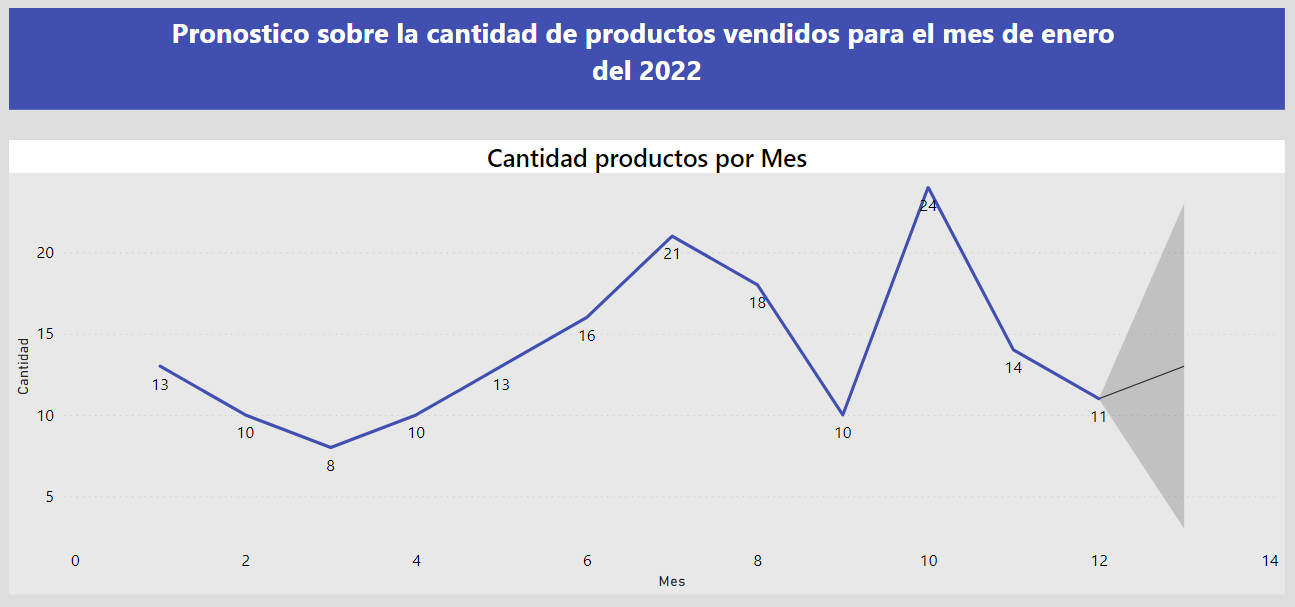 Pronostico sobre la cantidad de productos vendidos para el mes de enero
del 2022
Cantidad productos por Mes
Cantidad
20
15
10
5
13
10
8
10
13
16
21
18
10
24
14
11
0 2 4 6 8 10 12 14
Mes